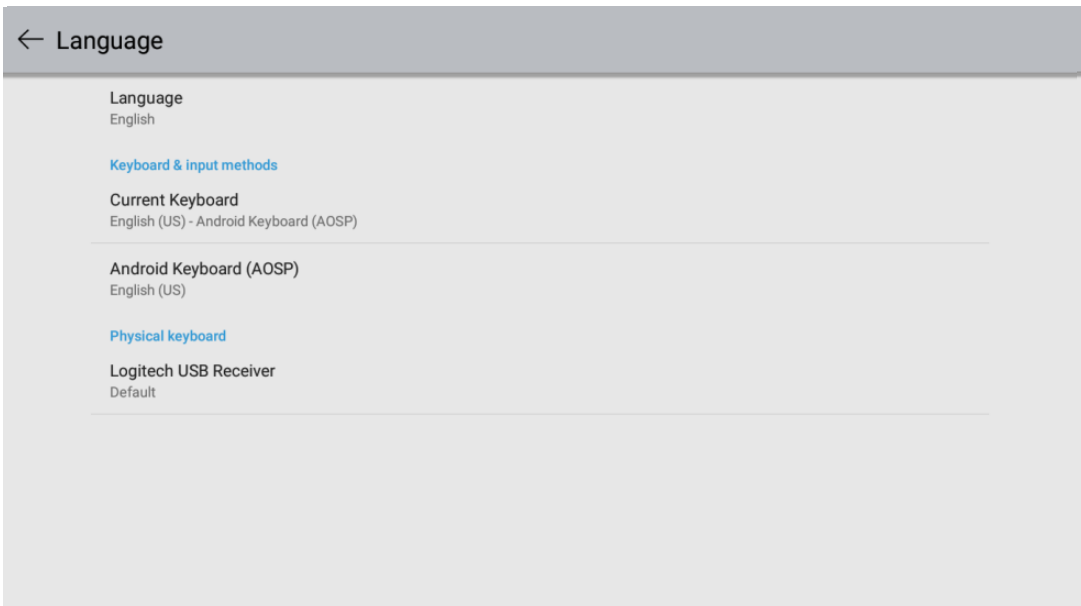 Language
Language
English
Keyboard & input methods
Current Keyboard
English (US) - Android Keyboard (AOSP)
Android Keyboard (AOSP)
English (US)
Physical keyboard
Logitech USB Receiver
Default